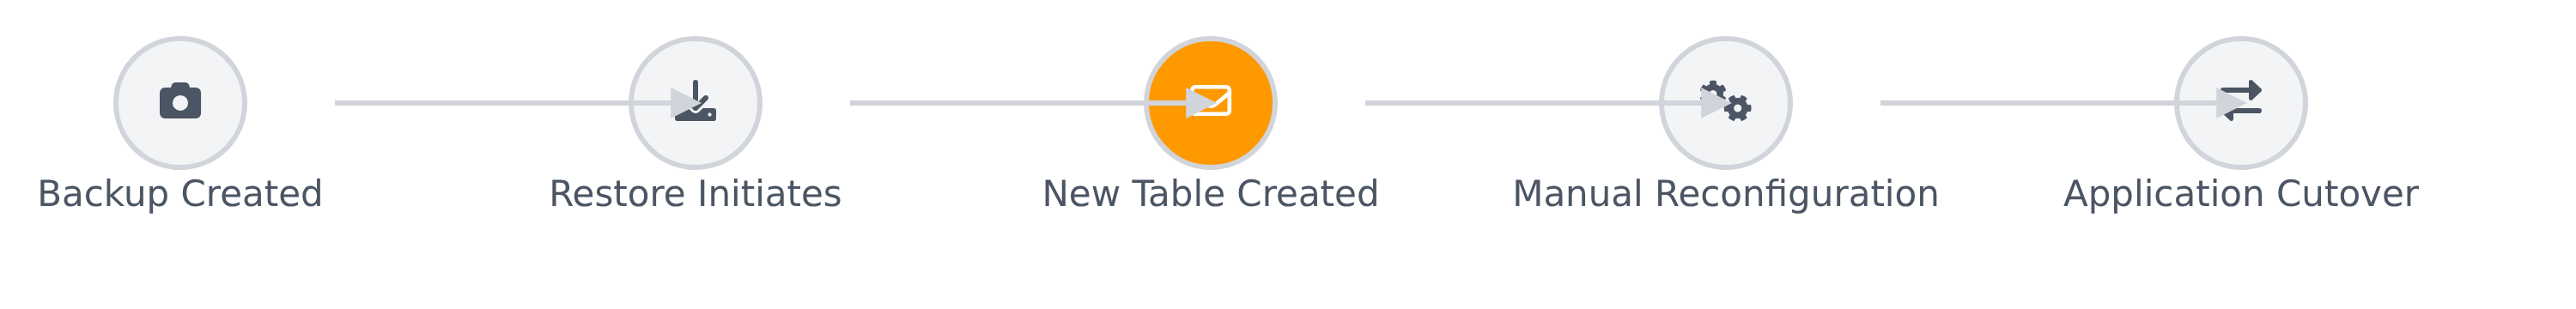 Backup Created
Restore Initiates
New Table Created
Manual Reconfiguration
Application Cutover